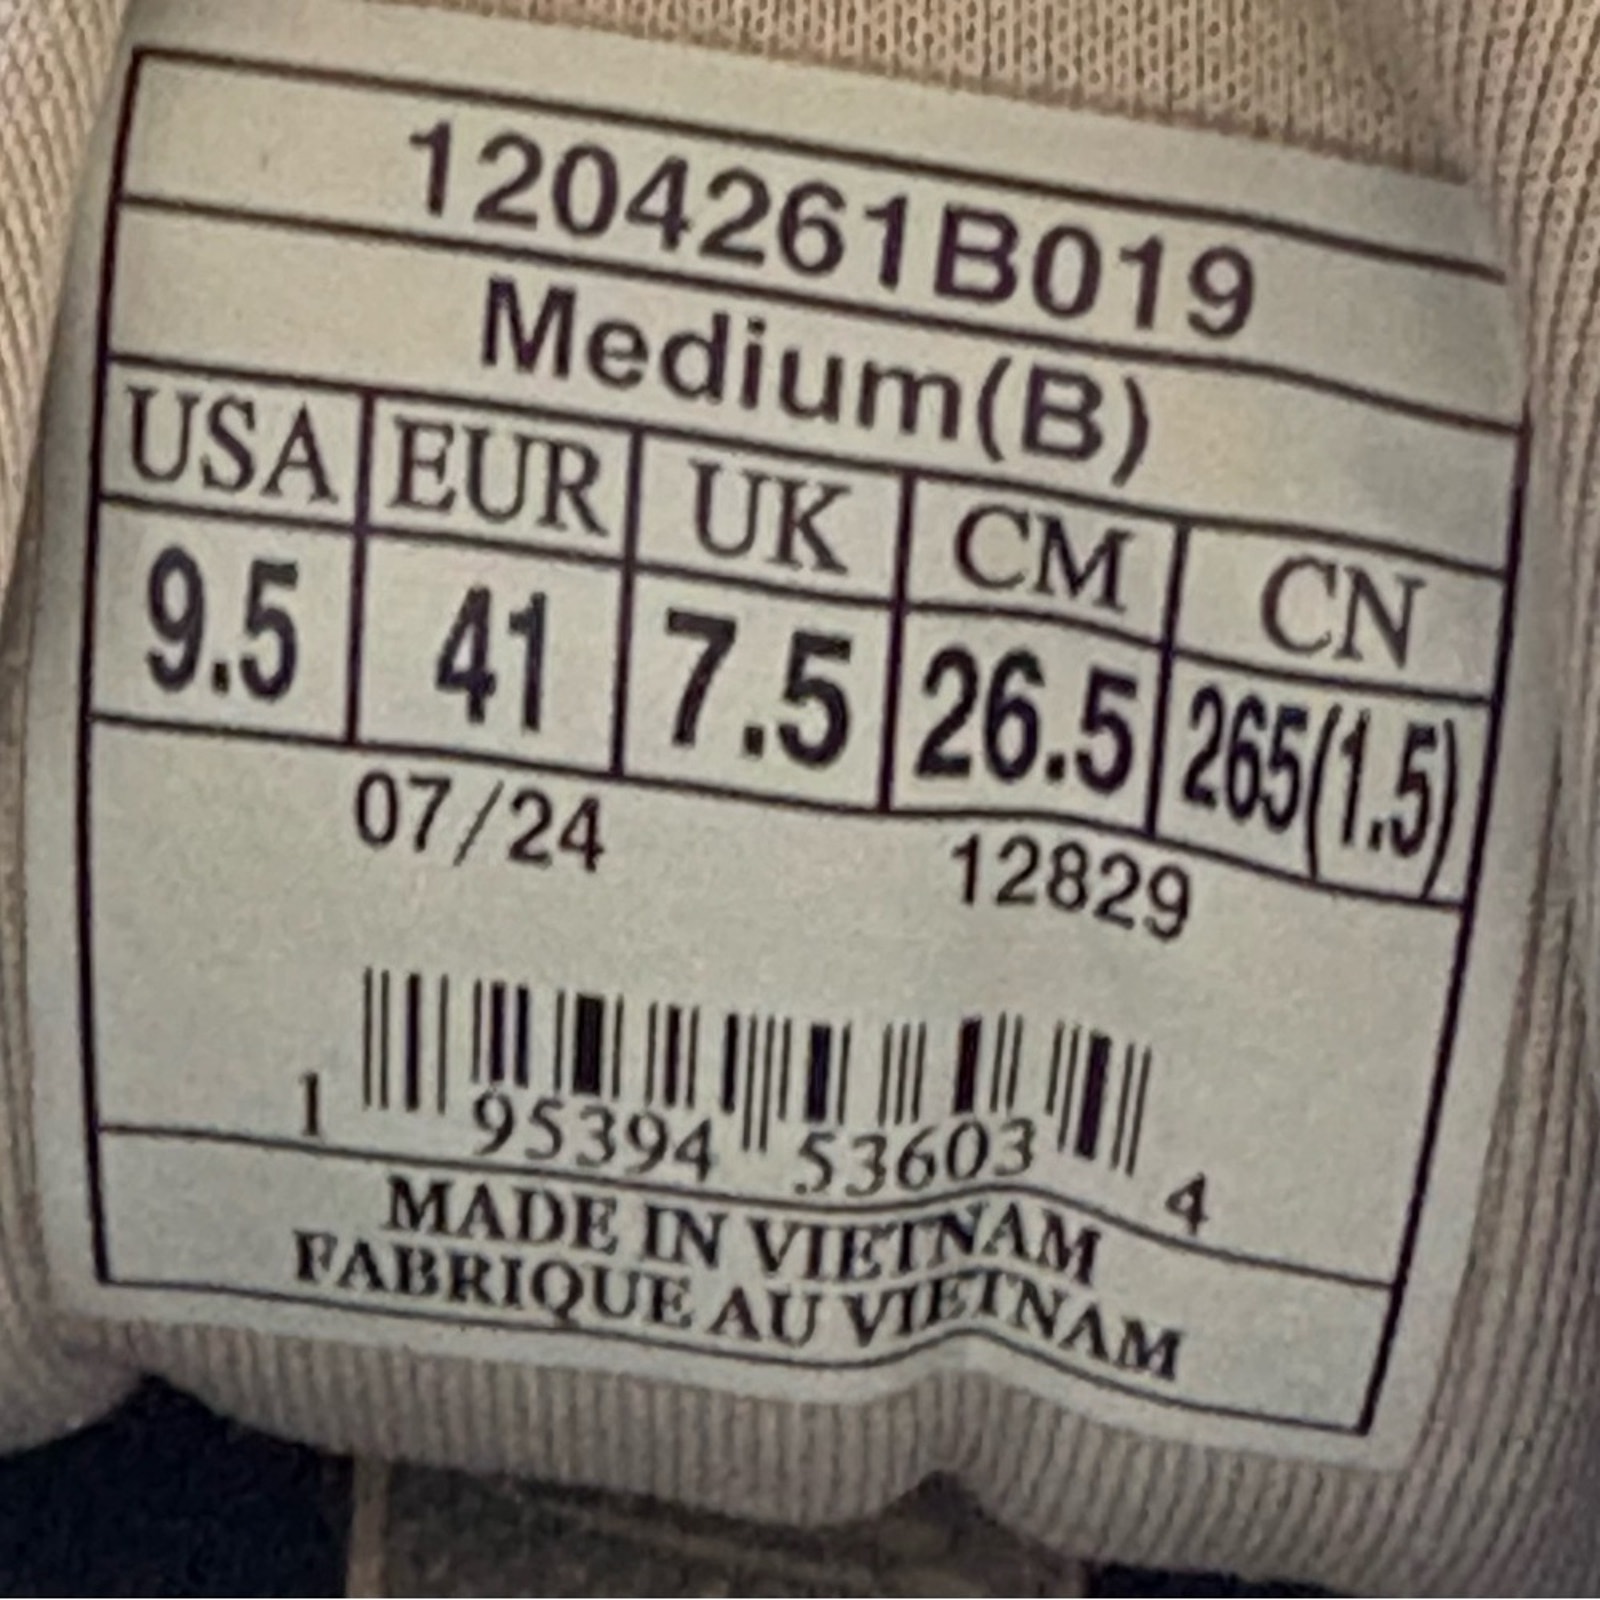 1204261B019
Medium(B)
USA EUR UK CM CN
9.5 41 7.5 26.5 265(1.5)
07/24 12829
1 95394 53603 4
MADE IN VIETNAM
FABRIQUE AU VIETNAM